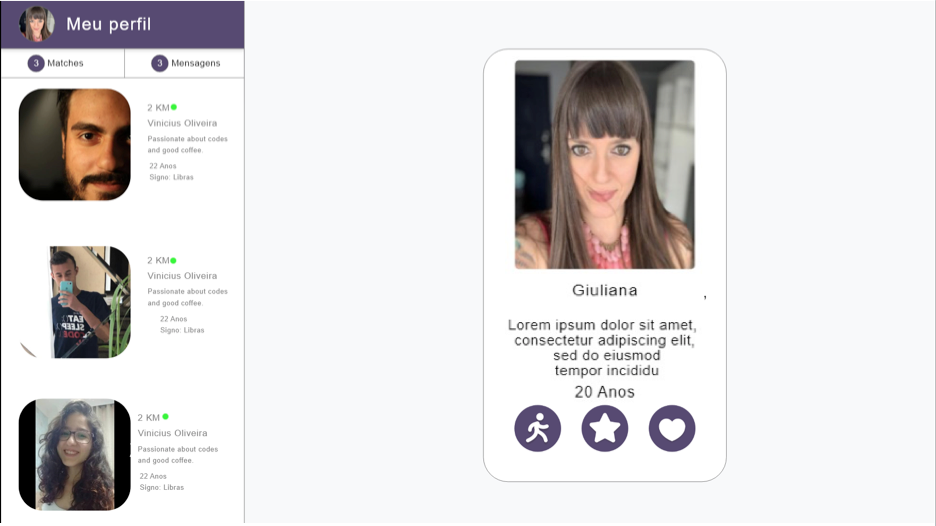 Meu perfil
3 Matches
3 Mensagens
2 KM
Vinicius Oliveira
Passionate about codes
and good coffee.
22 Anos
Signo: Libras
2 KM
Vinicius Oliveira
Passionate about codes
and good coffee.
22 Anos
Signo: Libras
EAT
SLEEP
CODE
2 KM
Vinicius Oliveira
Passionate about codes
and good coffee.
22 Anos
Signo: Libras
Giuliana
,
Lorem ipsum dolor sit amet,
consectetur adipiscing elit,
sed do eiusmod
tempor incididu
20 Anos